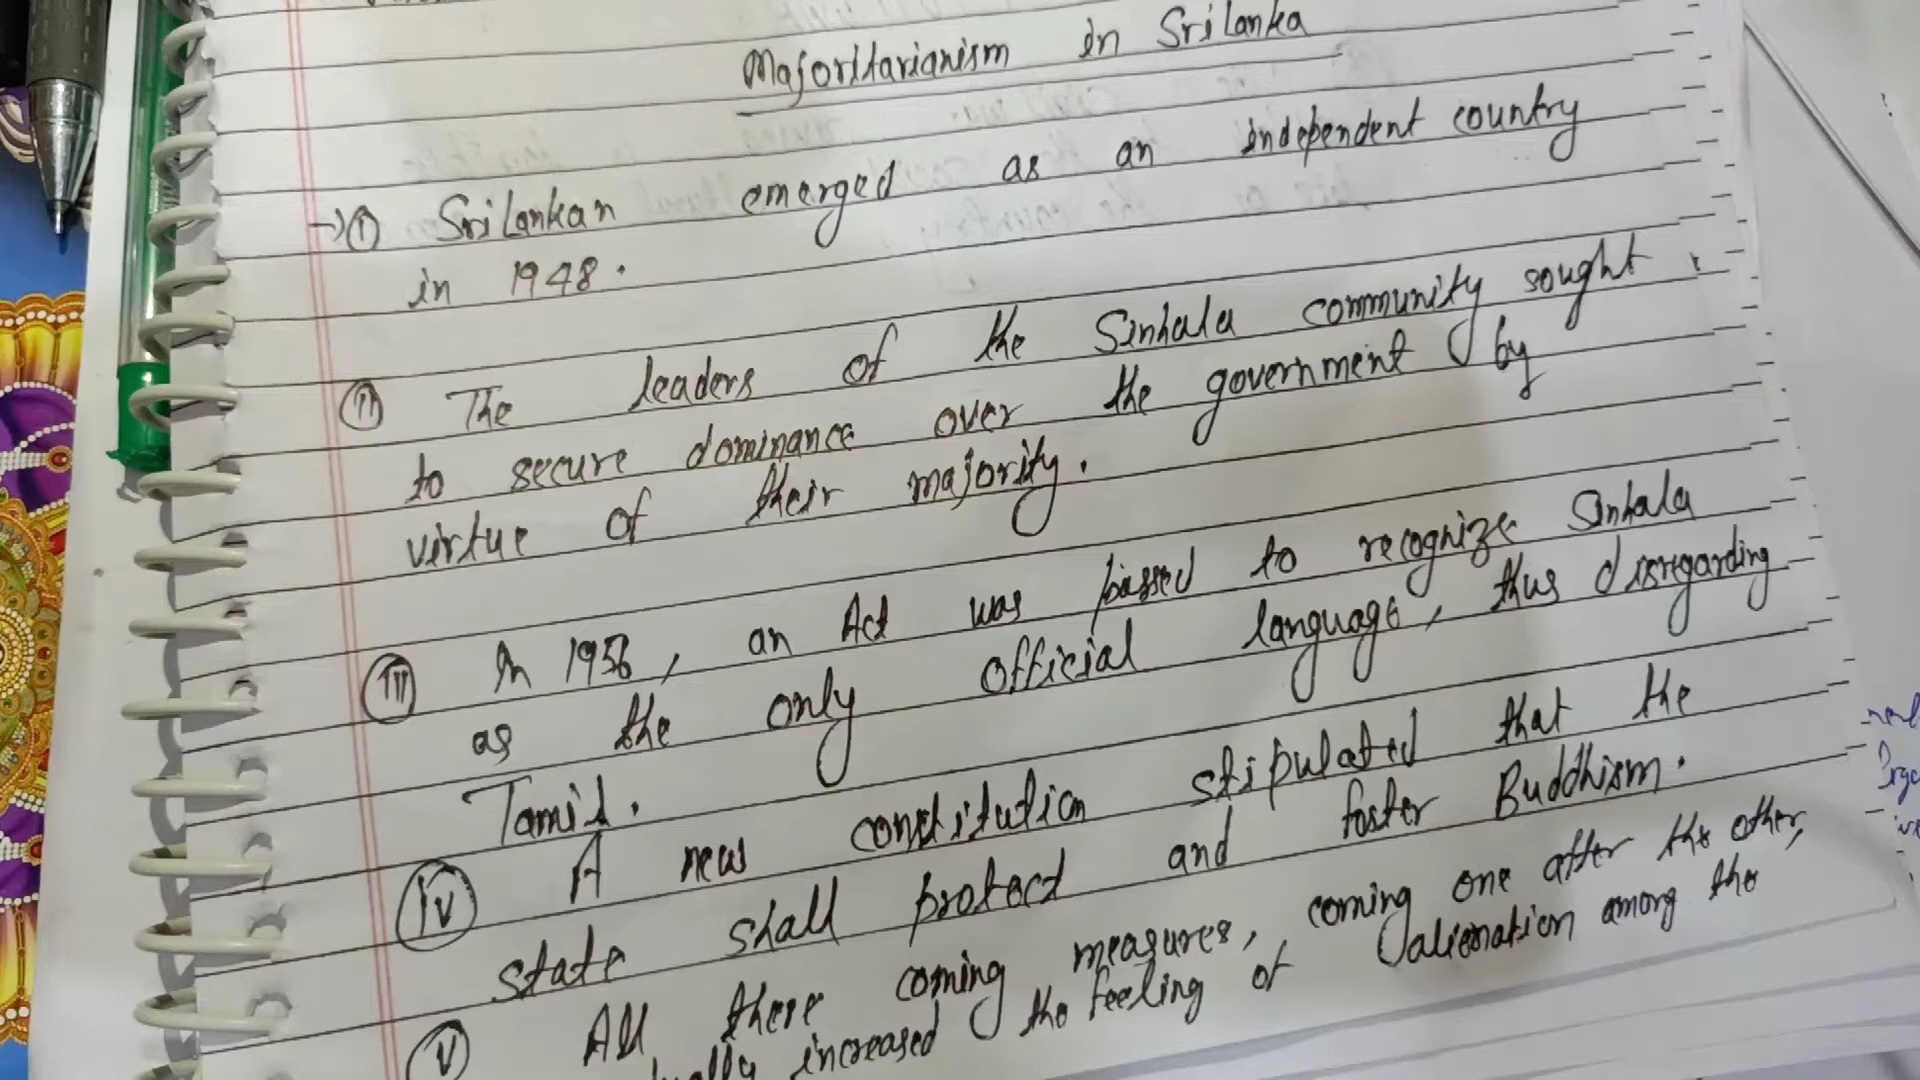 Majoritarianism in Sri Lanka
→ (i) Sri Lankan emerged as an independent country
in 1948.
(ii) The leaders of the Sinhala community sought
to secure dominance over the government by
virtue of their majority.
(iii) In 1956, an Act was passed to recognize Sinhala
as the only official language, thus disregarding
Tamil.
(iv) A new constitution stipulated that the
state shall protect and foster Buddhism.
(v) All these coming measures, coming one after the other,
increased the feeling of alienation among the